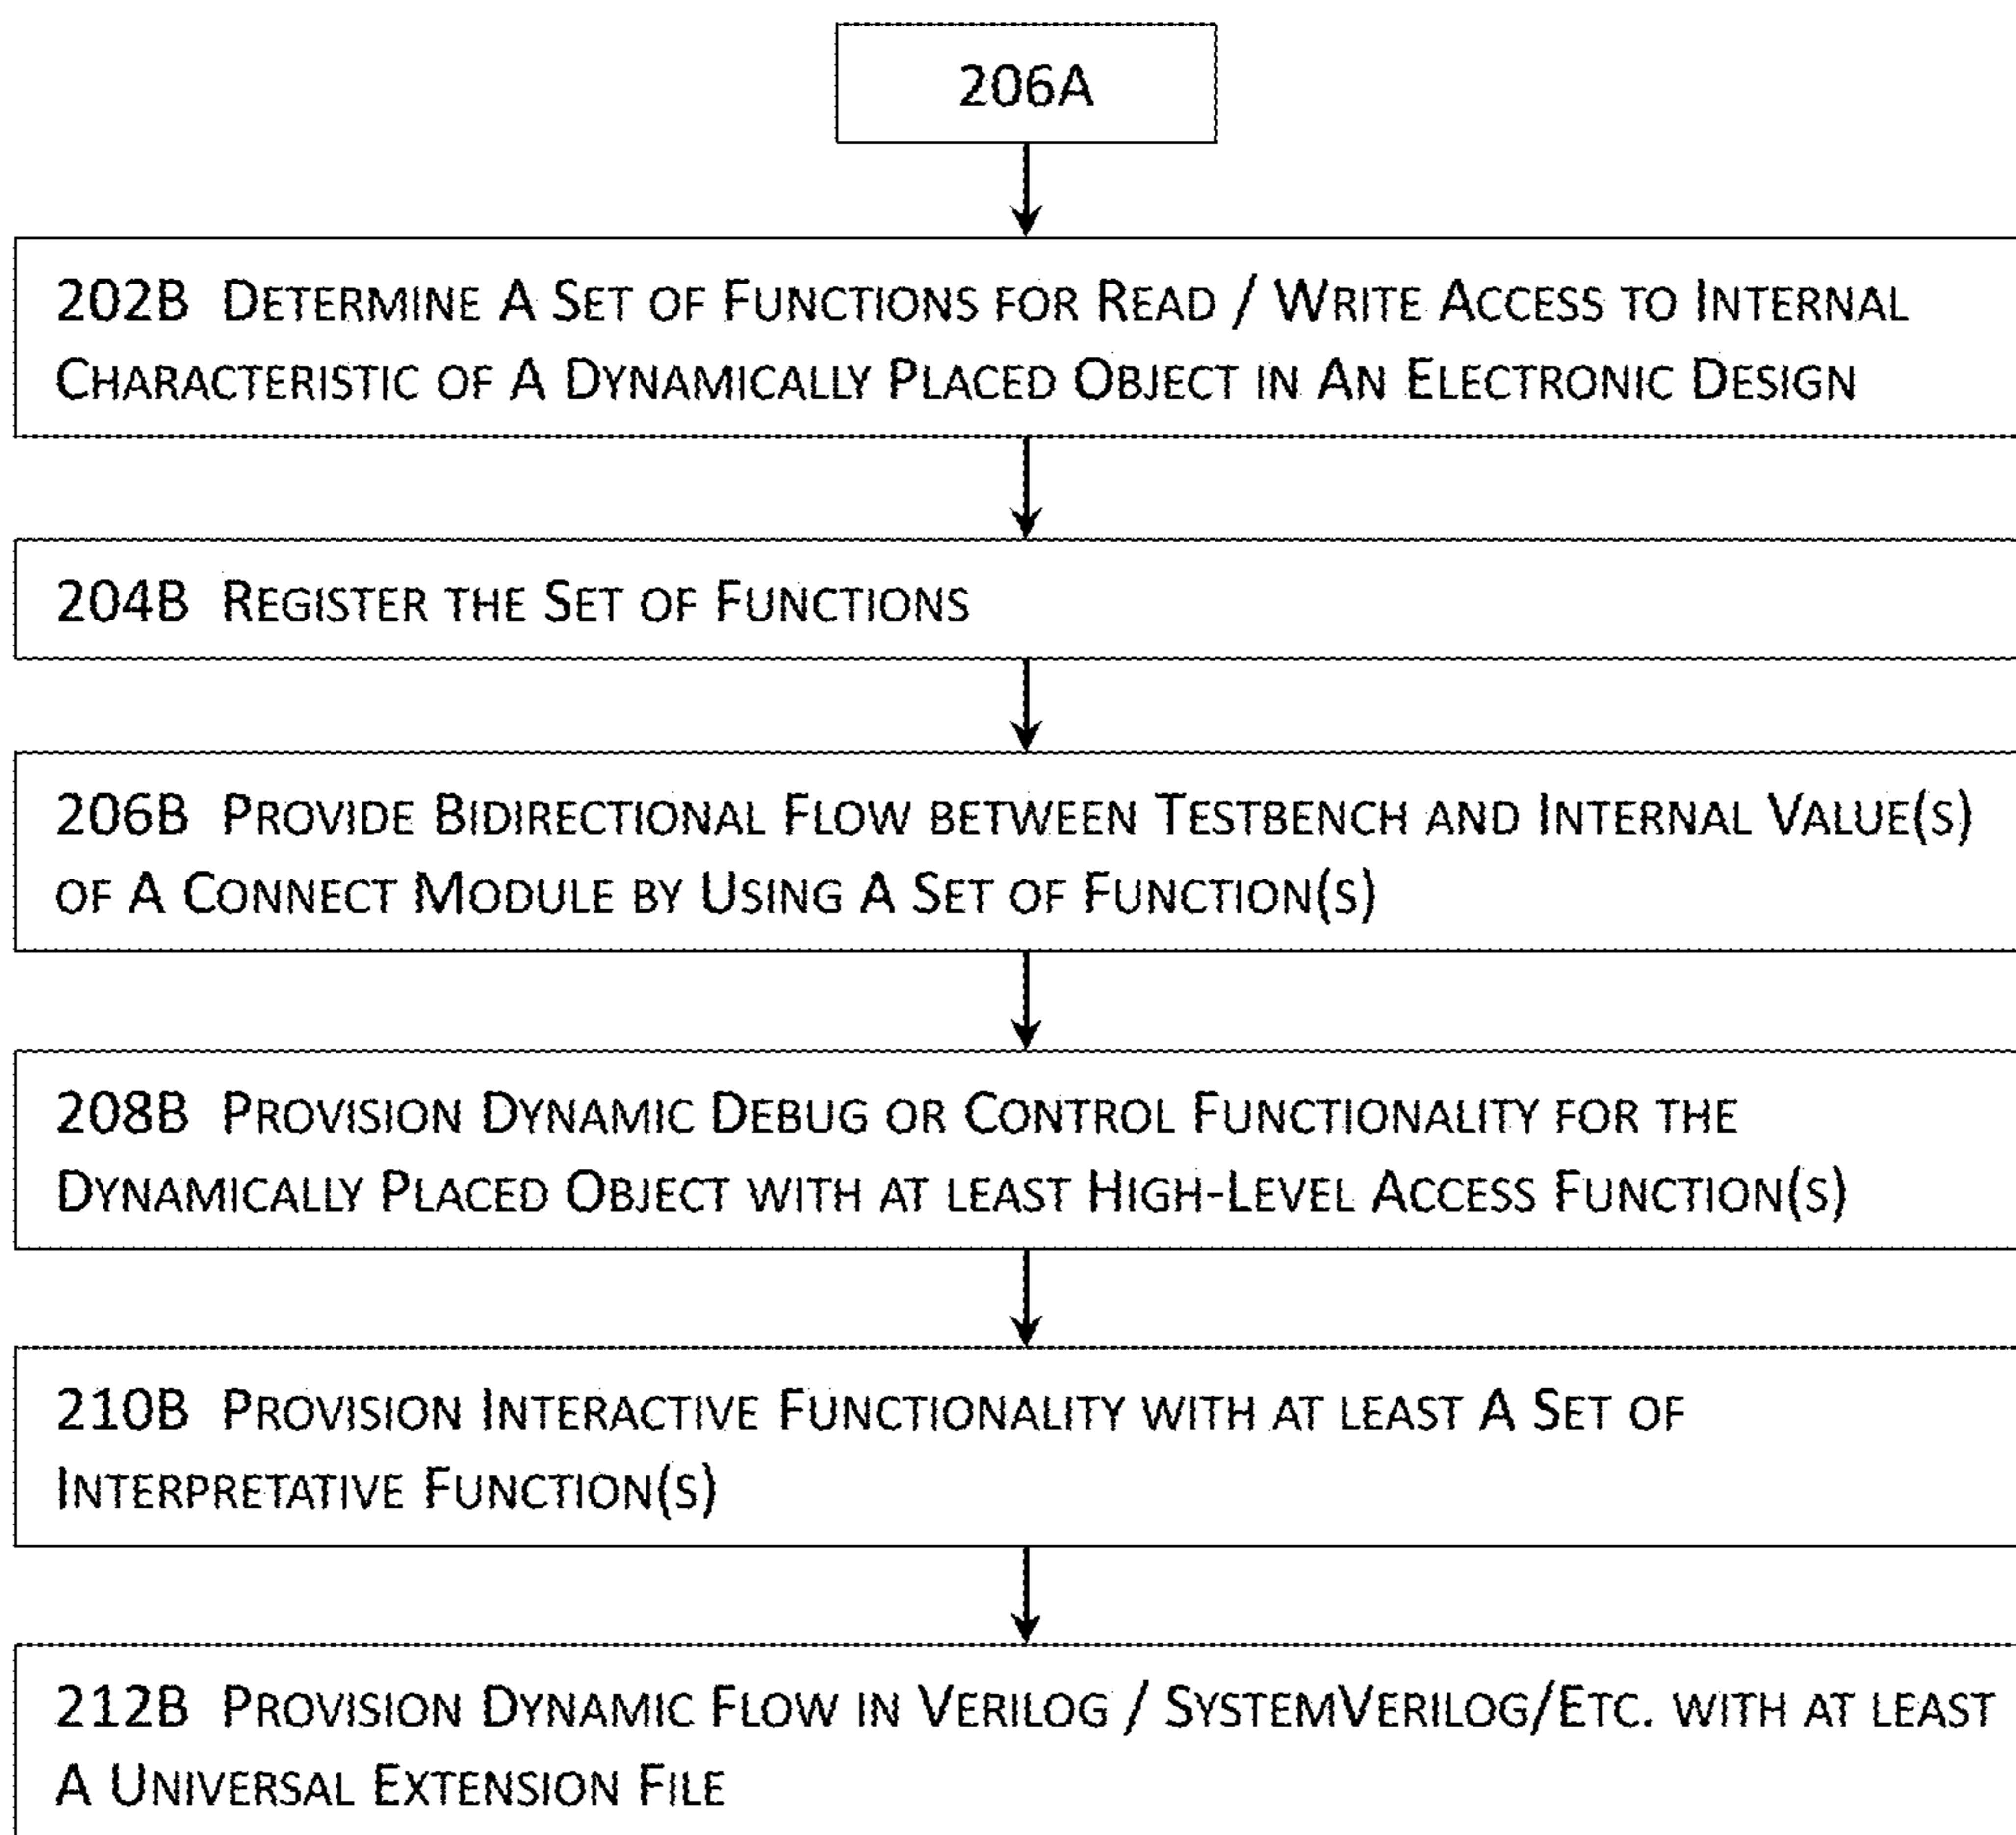 206A
202B DETERMINE A SET OF FUNCTIONS FOR READ / WRITE ACCESS TO INTERNAL
CHARACTERISTIC OF A DYNAMICALLY PLACED OBJECT IN AN ELECTRONIC DESIGN
204B REGISTER THE SET OF FUNCTIONS
206B PROVIDE BIDIRECTIONAL FLOW BETWEEN TESTBENCH AND INTERNAL VALUE(S)
OF A CONNECT MODULE BY USING A SET OF FUNCTION(S)
208B PROVISION DYNAMIC DEBUG OR CONTROL FUNCTIONALITY FOR THE
DYNAMICALLY PLACED OBJECT WITH AT LEAST HIGH-LEVEL ACCESS FUNCTION(S)
210B PROVISION INTERACTIVE FUNCTIONALITY WITH AT LEAST A SET OF
INTERPRETATIVE FUNCTION(S)
212B PROVISION DYNAMIC FLOW IN VERILOG / SYSTEMVERILOG/ETC. WITH AT LEAST
A UNIVERSAL EXTENSION FILE